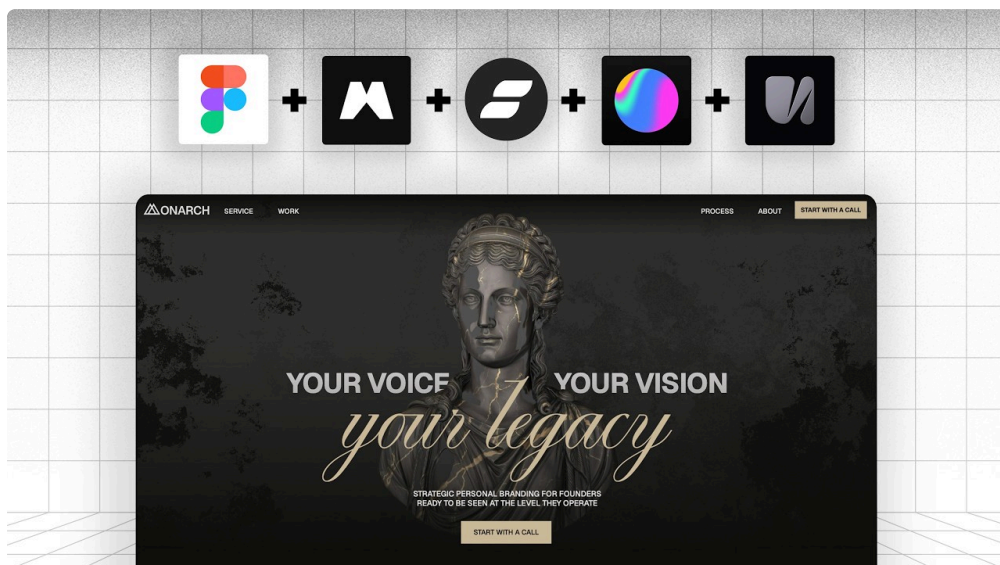 MONARCH SERVICE WORK PROCESS ABOUT START WITH A CALL
YOUR VOICE YOUR VISION
your legacy
STRATEGIC PERSONAL BRANDING FOR FOUNDERS
READY TO BE SEEN AT THE LEVEL THEY OPERATE
START WITH A CALL